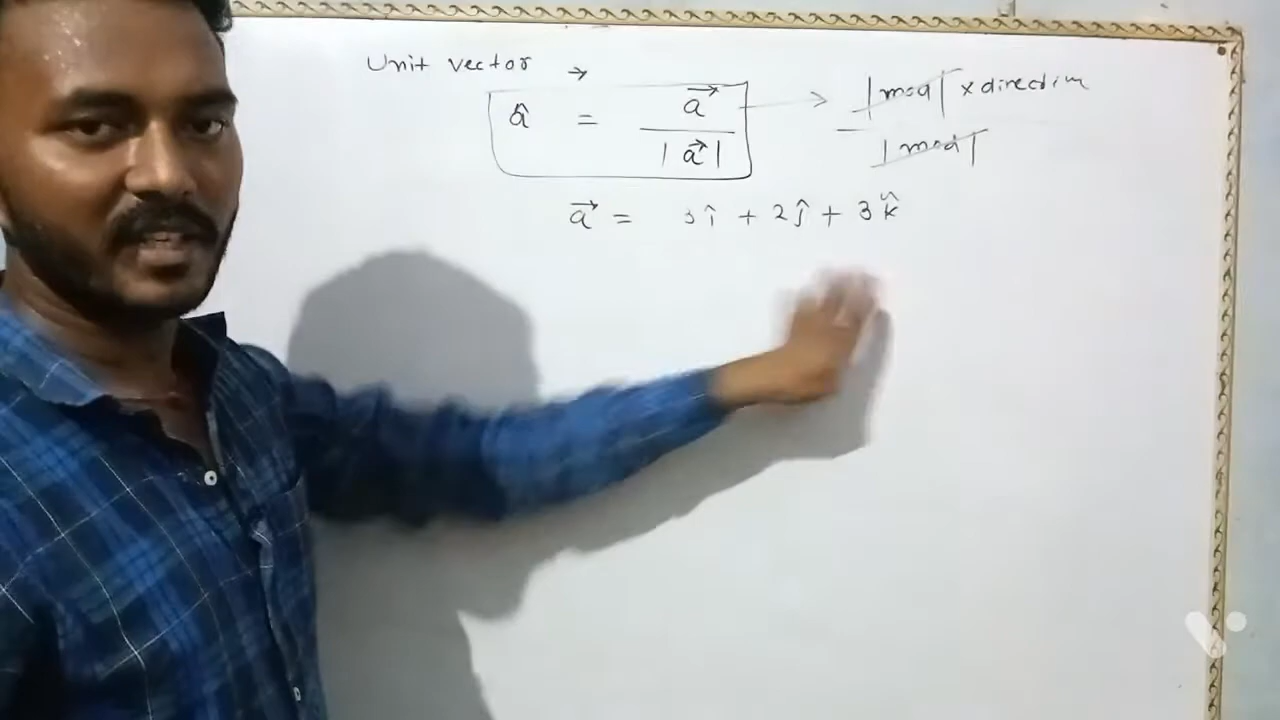 Unit vector →
â = a⃗ / |a⃗| → |mod| x direction / |mod|
a⃗ = 3î + 2ĵ + 3k̂